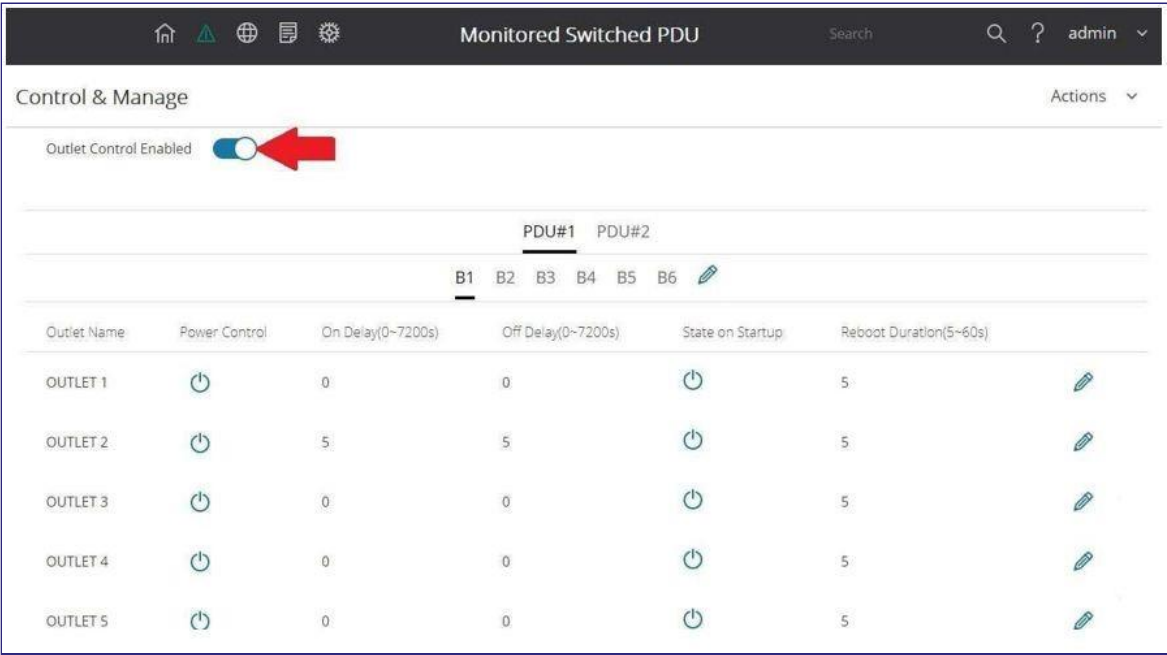 Monitored Switched PDU Search ? admin
Control & Manage Actions
Outlet Control Enabled
PDU#1 PDU#2
B1 B2 B3 B4 B5 B6
Outlet Name Power Control On Delay(0~7200s) Off Delay(0~7200s) State on Startup Reboot Duration(5~60s)
OUTLET 1 0 0 5
OUTLET 2 5 5 5
OUTLET 3 0 0 5
OUTLET 4 0 0 5
OUTLET 5 0 0 5